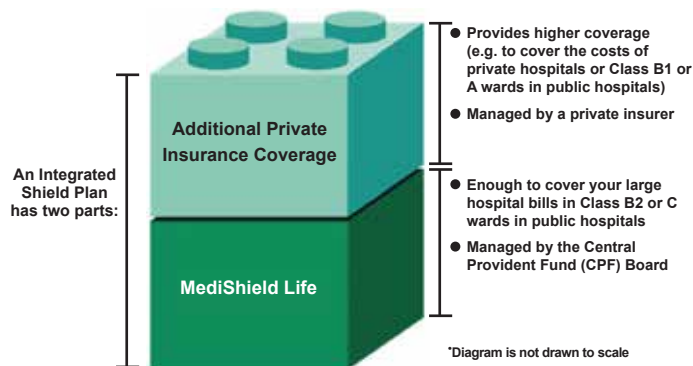 An Integrated
Shield Plan
has two parts:
Additional Private
Insurance Coverage
MediShield Life
● Provides higher coverage
(e.g. to cover the costs of
private hospitals or Class B1 or
A wards in public hospitals)
● Managed by a private insurer
● Enough to cover your large
hospital bills in Class B2 or C
wards in public hospitals
● Managed by the Central
Provident Fund (CPF) Board
*Diagram is not drawn to scale